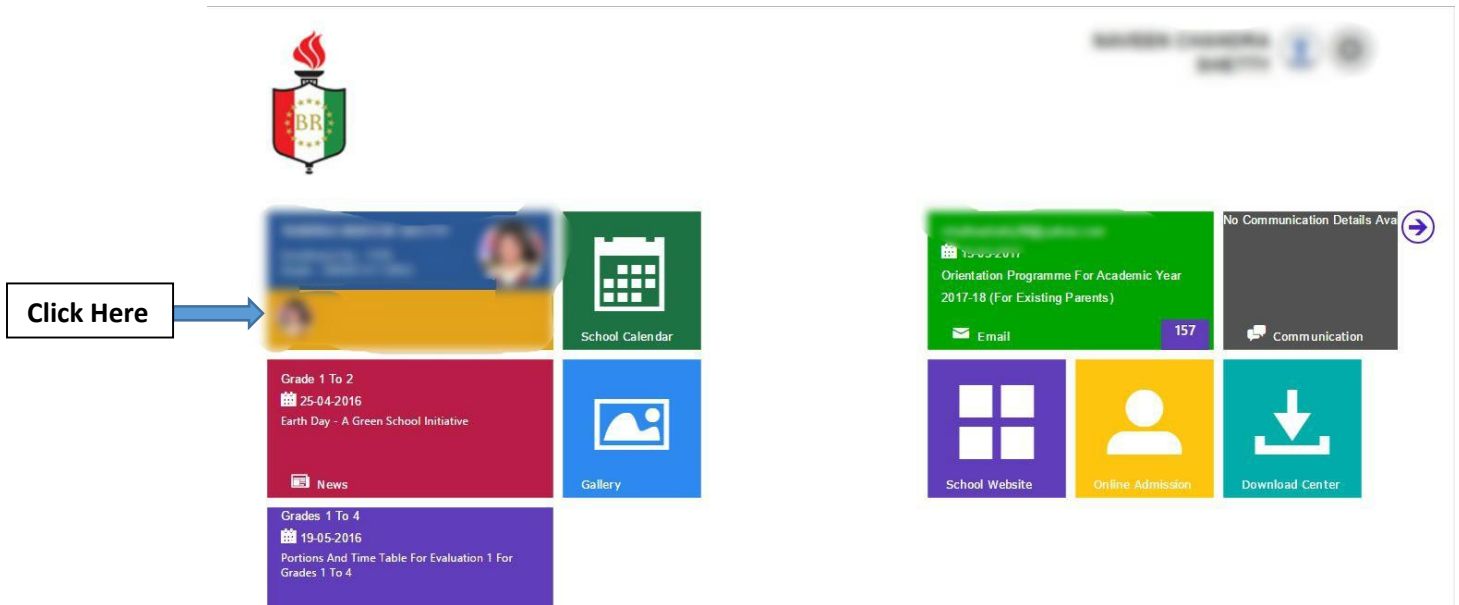 BR
Click Here
School Calendar
Orientation Programme For Academic Year
2017-18 (For Existing Parents)
Email
157
No Communication Details Ava
Communication
Grade 1 To 2
25-04-2016
Earth Day - A Green School Initiative
News
Gallery
School Website
Online Admission
Download Center
Grades 1 To 4
19-05-2016
Portions And Time Table For Evaluation 1 For
Grades 1 To 4